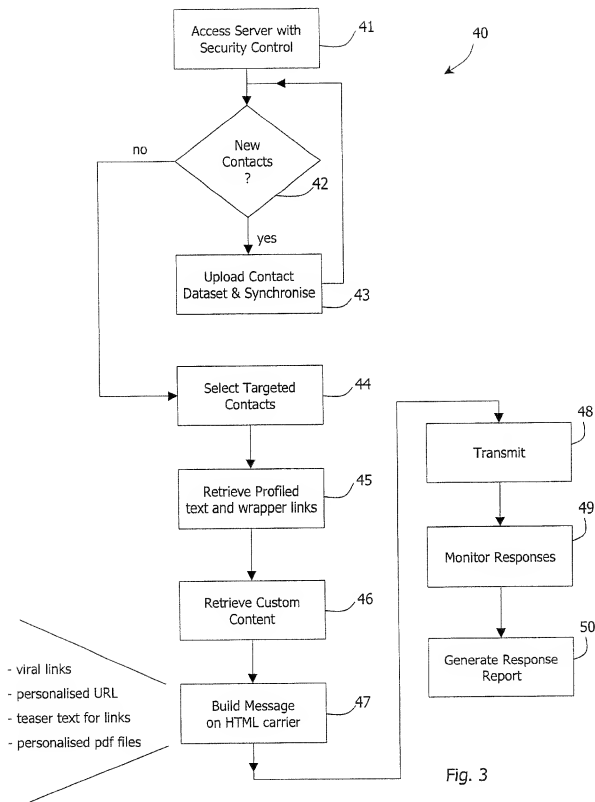 Access Server with
Security Control
41
40
New
Contacts
?
42
no
yes
Upload Contact
Dataset & Synchronise
43
Select Targeted
Contacts
44
Retrieve Profiled
text and wrapper links
45
Retrieve Custom
Content
46
- viral links
- personalised URL
- teaser text for links
- personalised pdf files
Build Message
on HTML carrier
47
Transmit
48
Monitor Responses
49
Generate Response
Report
50
Fig. 3